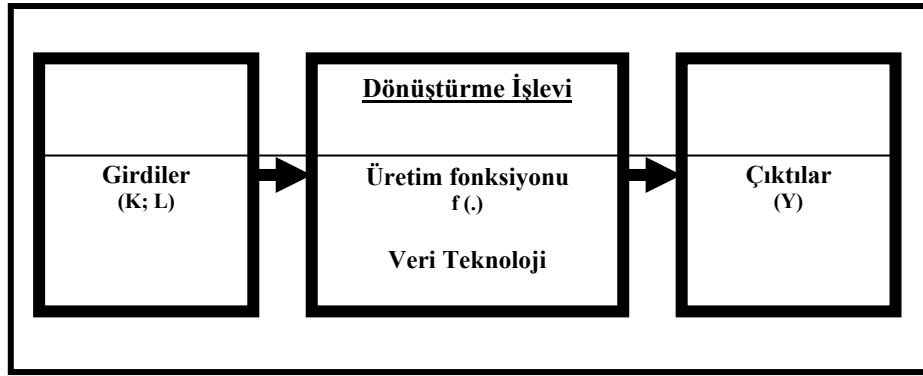 Girdiler
(K; L)
Dönüştürme İşlevi
Üretim fonksiyonu
f (.)
Veri Teknoloji
Çıktılar
(Y)